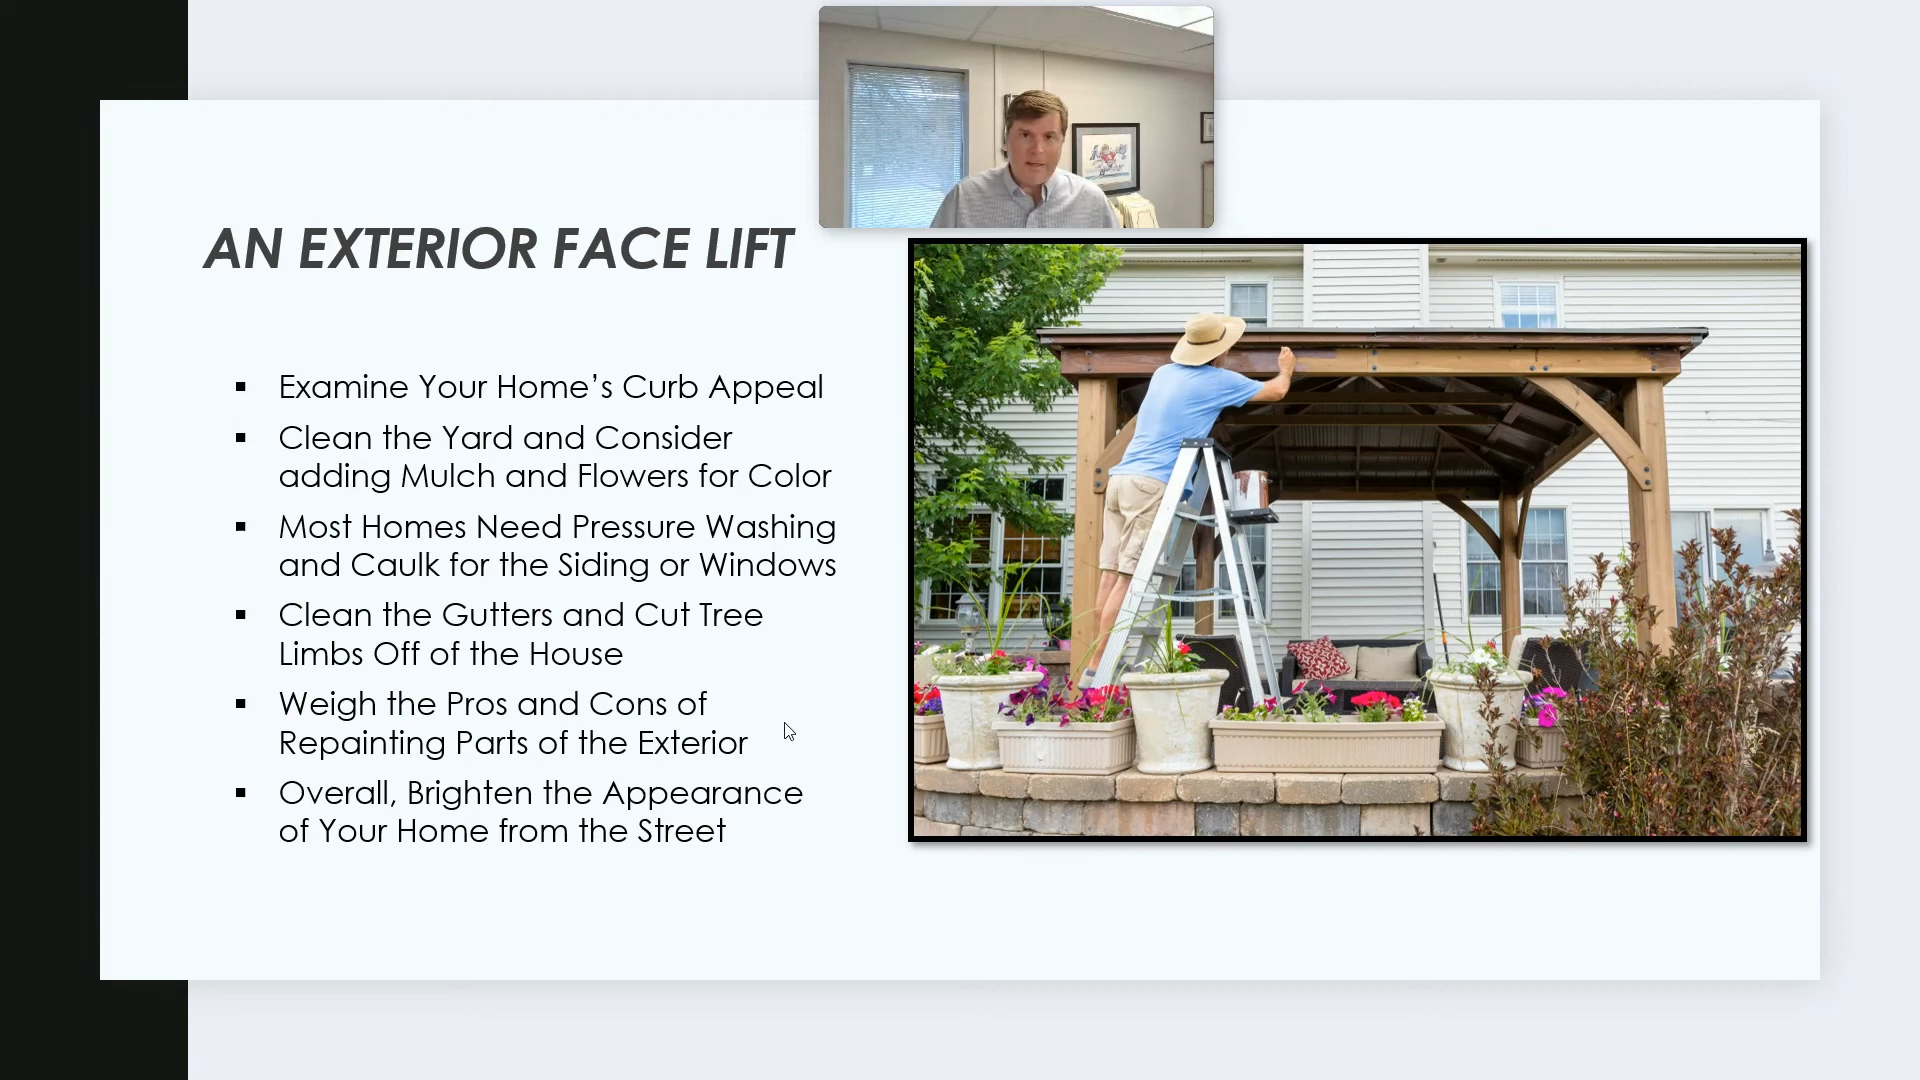 AN EXTERIOR FACE LIFT
▪ Examine Your Home’s Curb Appeal
▪ Clean the Yard and Consider
adding Mulch and Flowers for Color
▪ Most Homes Need Pressure Washing
and Caulk for the Siding or Windows
▪ Clean the Gutters and Cut Tree
Limbs Off of the House
▪ Weigh the Pros and Cons of
Repainting Parts of the Exterior
▪ Overall, Brighten the Appearance
of Your Home from the Street